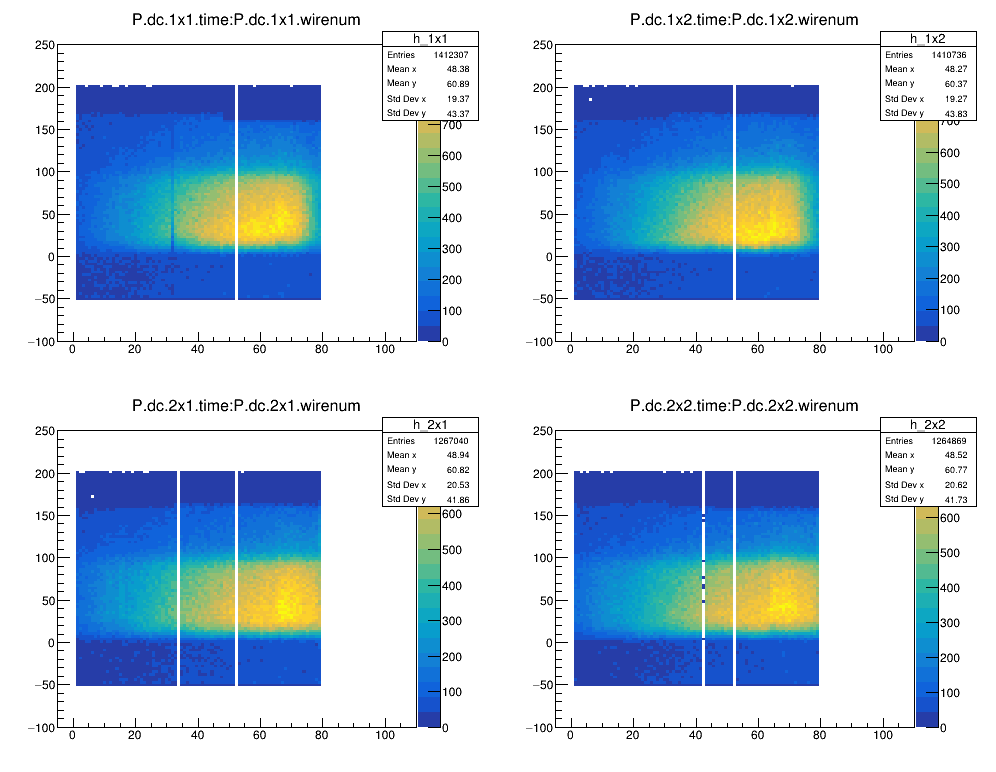 P.dc.1x1.time:P.dc.1x1.wirenum
h_1x1
Entries 1412307
Mean x 48.38
Mean y 60.89
Std Dev x 19.37
Std Dev y 43.37
250
200
150
100
50
0
−50
−100
0 20 40 60 80 100
700
600
500
400
300
200
100
0
P.dc.1x2.time:P.dc.1x2.wirenum
h_1x2
Entries 1410736
Mean x 48.27
Mean y 60.37
Std Dev x 19.27
Std Dev y 43.83
250
200
150
100
50
0
−50
−100
0 20 40 60 80 100
700
600
500
400
300
200
100
0
P.dc.2x1.time:P.dc.2x1.wirenum
h_2x1
Entries 1267040
Mean x 48.94
Mean y 60.82
Std Dev x 20.53
Std Dev y 41.86
250
200
150
100
50
0
−50
−100
0 20 40 60 80 100
600
500
400
300
200
100
0
P.dc.2x2.time:P.dc.2x2.wirenum
h_2x2
Entries 1264869
Mean x 48.52
Mean y 60.77
Std Dev x 20.62
Std Dev y 41.73
250
200
150
100
50
0
−50
−100
0 20 40 60 80 100
600
500
400
300
200
100
0